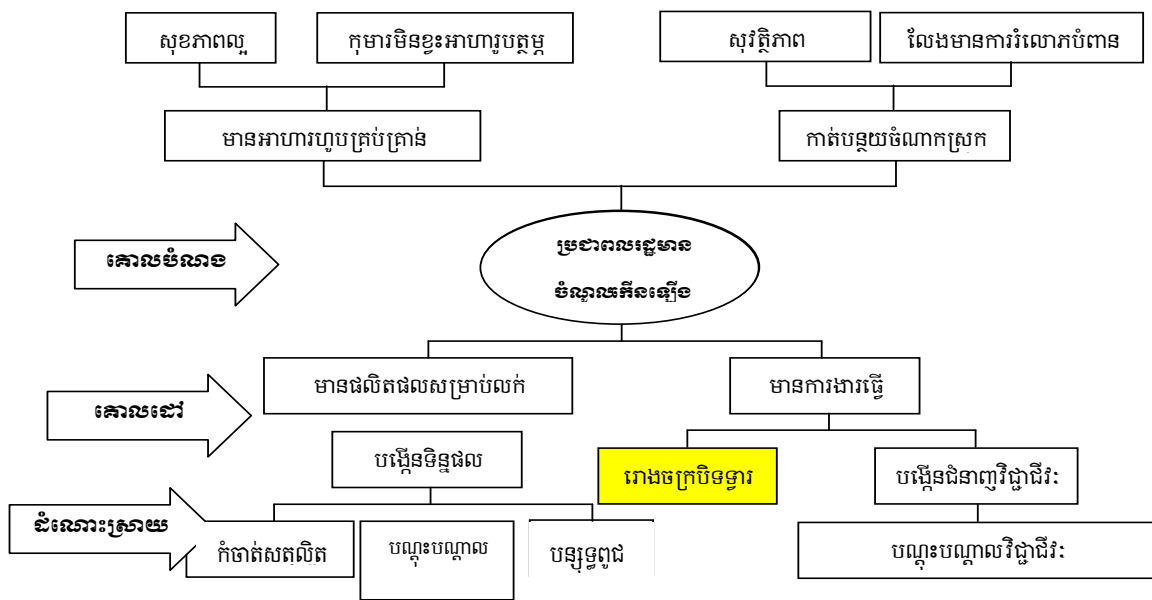 សុខភាពល្អ
កុមារមិនខ្វះអាហារូបត្ថម្ភ
សុវត្ថិភាព
លែងមានការរំលោភបំពាន
មានអាហារហូបគ្រប់គ្រាន់
កាត់បន្ថយចំណាកស្រុក
គោលបំណង
ប្រជាពលរដ្ឋមាន
ចំណូលកើនឡើង
មានផលិតផលសម្រាប់លក់
មានការងារធ្វើ
គោលដៅ
បង្កើនទិន្នផល
រោងចក្របិទទ្វារ
បង្កើនជំនាញវិជ្ជាជីវៈ
ដំណោះស្រាយ
កំចាត់សត្វល្អិត
បណ្តុះបណ្តាល
បន្សុទ្ធពូជ
បណ្តុះបណ្តាលវិជ្ជាជីវៈ